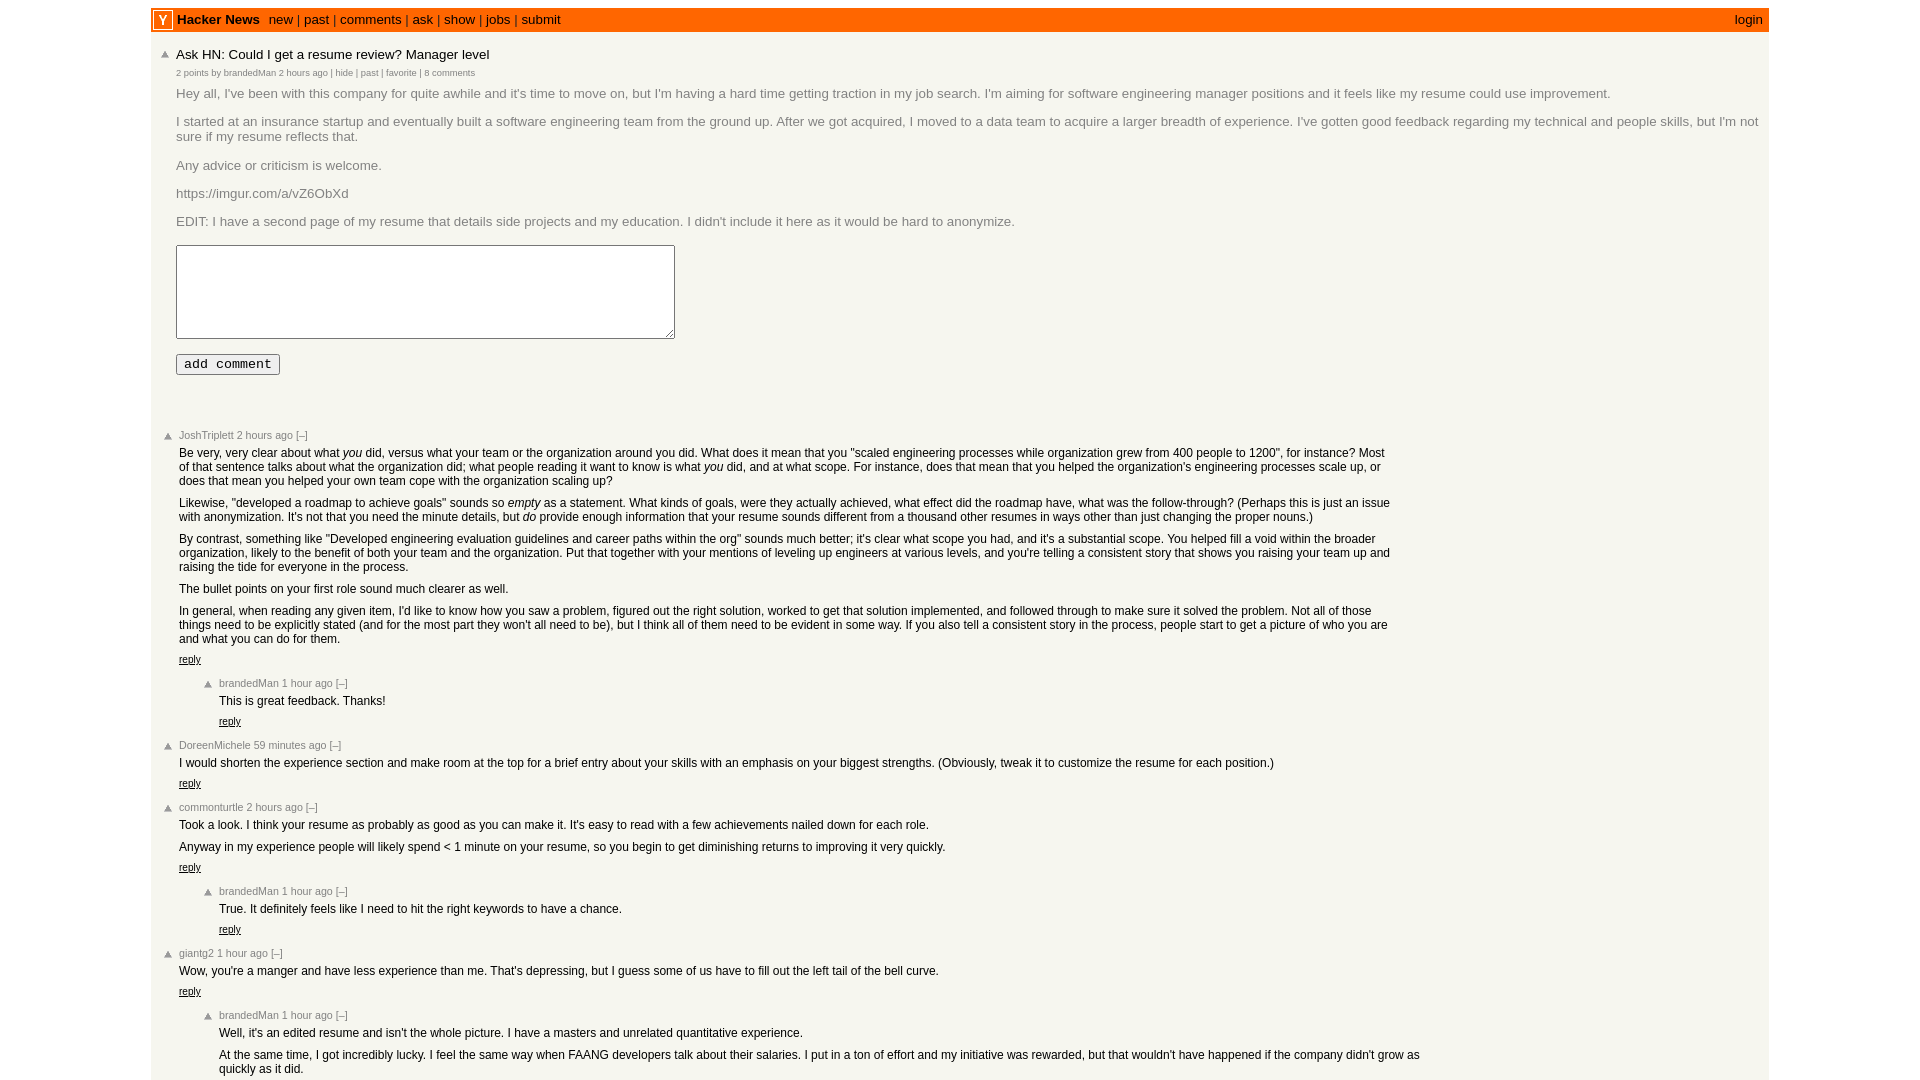 Y Hacker News new | past | comments | ask | show | jobs | submit login
Ask HN: Could I get a resume review? Manager level
2 points by brandedMan 2 hours ago | hide | past | favorite | 8 comments
Hey all, I've been with this company for quite awhile and it's time to move on, but I'm having a hard time getting traction in my job search. I'm aiming for software engineering manager positions and it feels like my resume could use improvement.
I started at an insurance startup and eventually built a software engineering team from the ground up. After we got acquired, I moved to a data team to acquire a larger breadth of experience. I've gotten good feedback regarding my technical and people skills, but I'm not
sure if my resume reflects that.
Any advice or criticism is welcome.
https://imgur.com/a/vZ6ObXd
EDIT: I have a second page of my resume that details side projects and my education. I didn't include it here as it would be hard to anonymize.
add comment
JoshTriplett 2 hours ago [–]
Be very, very clear about what you did, versus what your team or the organization around you did. What does it mean that you "scaled engineering processes while organization grew from 400 people to 1200", for instance? Most
of that sentence talks about what the organization did; what people reading it want to know is what you did, and at what scope. For instance, does that mean that you helped the organization's engineering processes scale up, or
does that mean you helped your own team cope with the organization scaling up?
Likewise, "developed a roadmap to achieve goals" sounds so empty as a statement. What kinds of goals, were they actually achieved, what effect did the roadmap have, what was the follow-through? (Perhaps this is just an issue
with anonymization. It's not that you need the minute details, but do provide enough information that your resume sounds different from a thousand other resumes in ways other than just changing the proper nouns.)
By contrast, something like "Developed engineering evaluation guidelines and career paths within the org" sounds much better; it's clear what scope you had, and it's a substantial scope. You helped fill a void within the broader
organization, likely to the benefit of both your team and the organization. Put that together with your mentions of leveling up engineers at various levels, and you're telling a consistent story that shows you raising your team up and
raising the tide for everyone in the process.
The bullet points on your first role sound much clearer as well.
In general, when reading any given item, I'd like to know how you saw a problem, figured out the right solution, worked to get that solution implemented, and followed through to make sure it solved the problem. Not all of those
things need to be explicitly stated (and for the most part they won't all need to be), but I think all of them need to be evident in some way. If you also tell a consistent story in the process, people start to get a picture of who you are
and what you can do for them.
reply
brandedMan 1 hour ago [–]
This is great feedback. Thanks!
reply
DoreenMichele 59 minutes ago [–]
I would shorten the experience section and make room at the top for a brief entry about your skills with an emphasis on your biggest strengths. (Obviously, tweak it to customize the resume for each position.)
reply
commonturtle 2 hours ago [–]
Took a look. I think your resume as probably as good as you can make it. It's easy to read with a few achievements nailed down for each role.
Anyway in my experience people will likely spend < 1 minute on your resume, so you begin to get diminishing returns to improving it very quickly.
reply
brandedMan 1 hour ago [–]
True. It definitely feels like I need to hit the right keywords to have a chance.
reply
giantg2 1 hour ago [–]
Wow, you're a manger and have less experience than me. That's depressing, but I guess some of us have to fill out the left tail of the bell curve.
reply
brandedMan 1 hour ago [–]
Well, it's an edited resume and isn't the whole picture. I have a masters and unrelated quantitative experience.
At the same time, I got incredibly lucky. I feel the same way when FAANG developers talk about their salaries. I put in a ton of effort and my initiative was rewarded, but that wouldn't have happened if the company didn't grow as
quickly as it did.